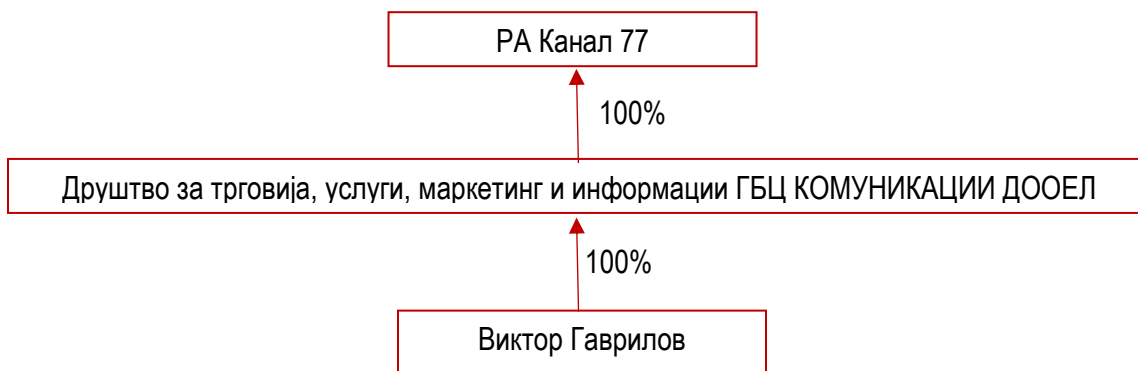 РА Канал 77
100%
Друштво за трговија, услуги, маркетинг и информации ГБЦ КОМУНИКАЦИИ ДООЕЛ
100%
Виктор Гаврилов